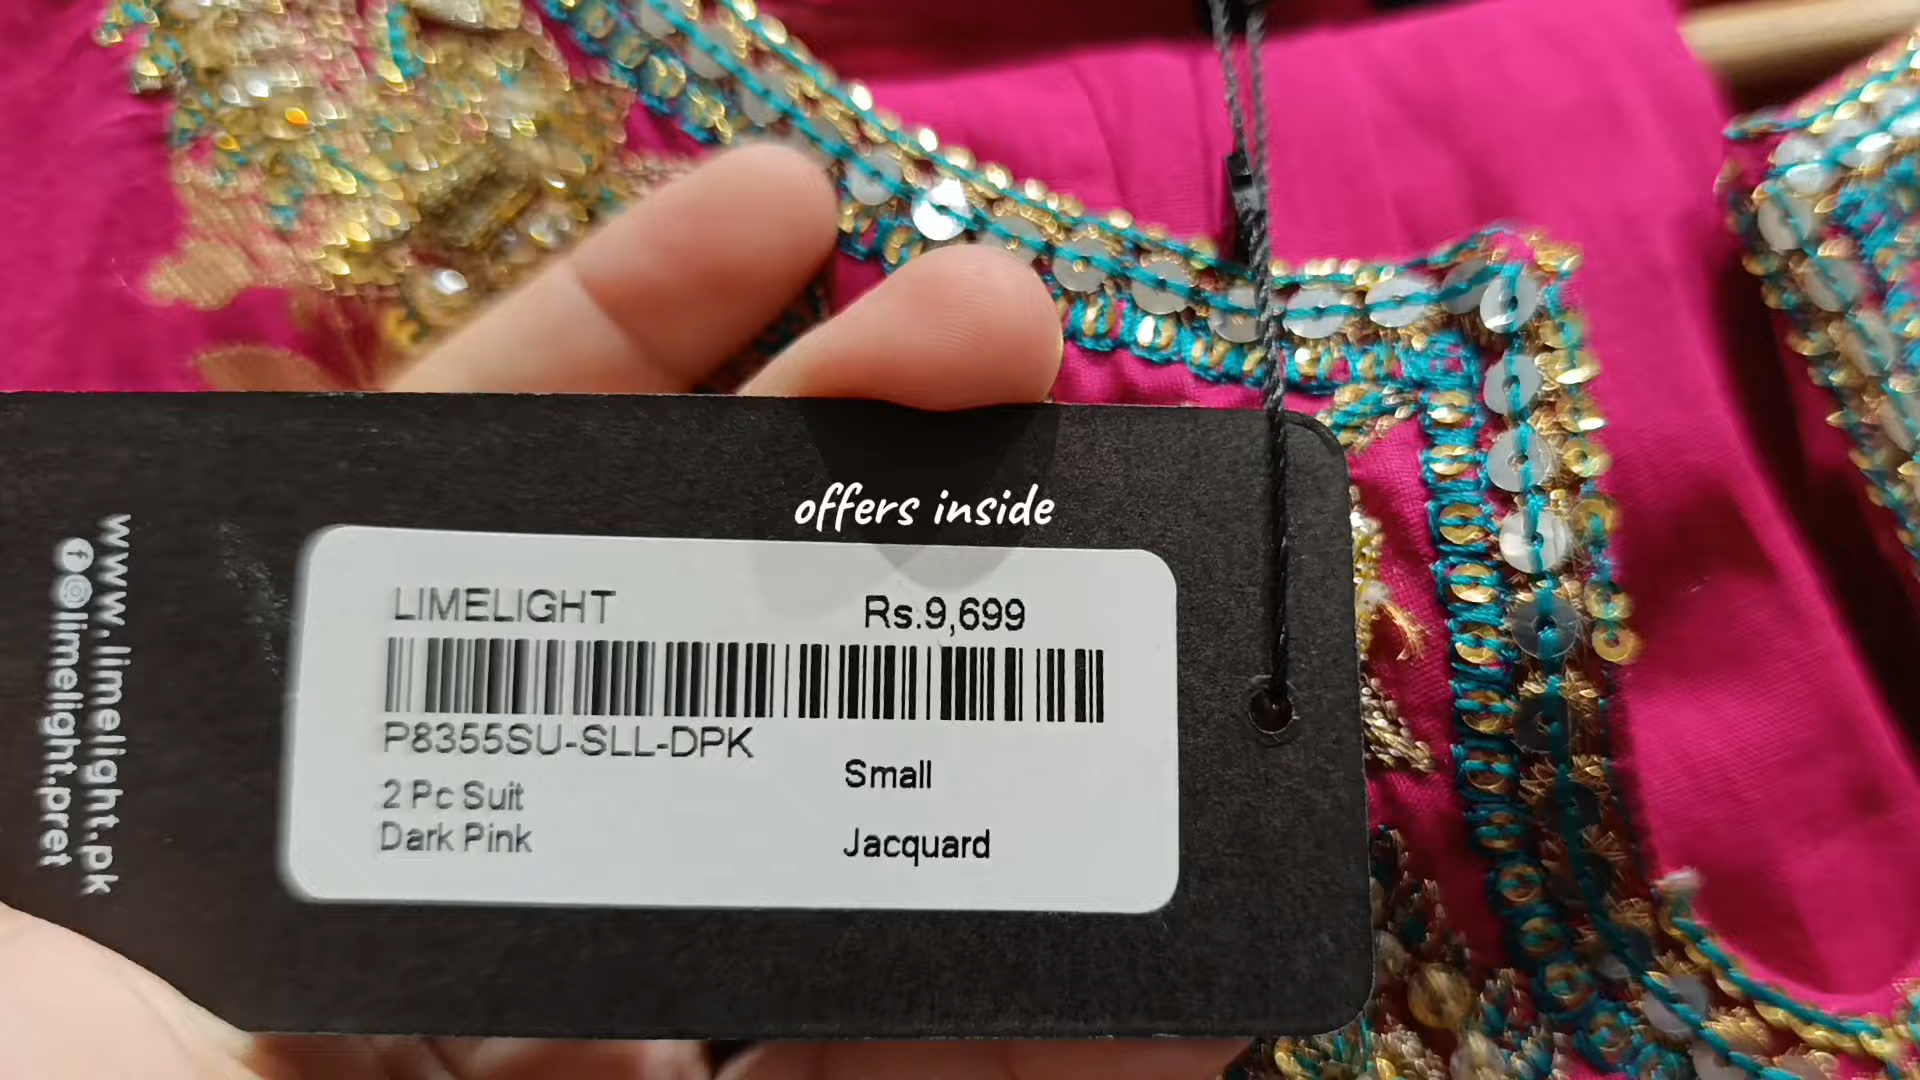 offers inside
LIMELIGHT
Rs.9,699
P8355SU-SLL-DPK
Small
2 Pc Suit
Dark Pink
Jacquard
www.limelight.pk
limelight.pret